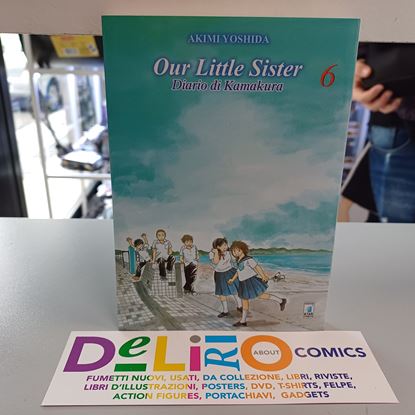 AKIMI YOSHIDA
Our Little Sister 6
Diario di Kamakura
DeLiRIO ABOUT COMICS
FUMETTI NUOVI, USATI, DA COLLEZIONE, LIBRI, RIVISTE,
LIBRI D'ILLUSTRAZIONI, POSTERS, DVD, T-SHIRTS, FELPE,
ACTION FIGURES, PORTACHIAVI, GADGETS